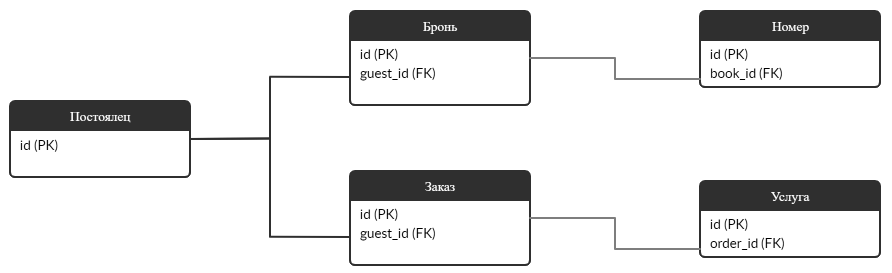 Постоялец
id (PK)
Бронь
id (PK)
guest_id (FK)
Номер
id (PK)
book_id (FK)
Заказ
id (PK)
guest_id (FK)
Услуга
id (PK)
order_id (FK)